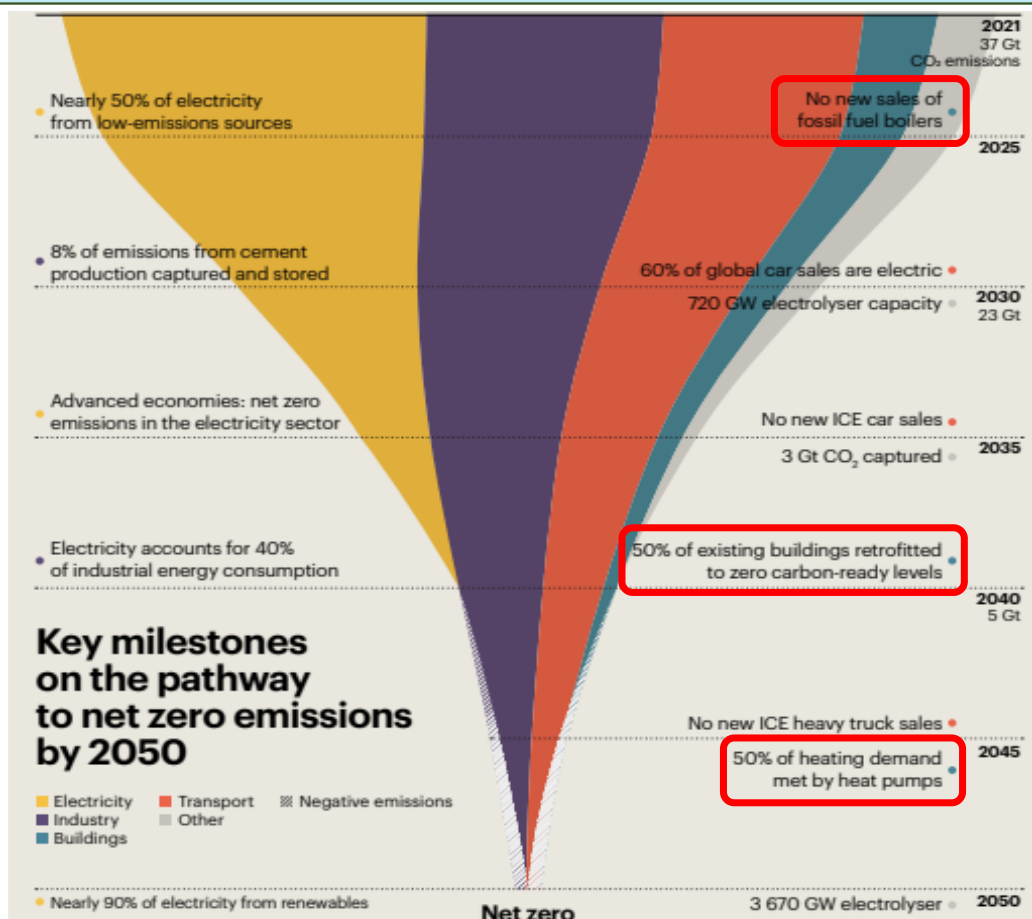 2021
37 Gt
CO₂ emissions
Nearly 50% of electricity
from low-emissions sources
No new sales of
fossil fuel boilers
2025
8% of emissions from cement
production captured and stored
60% of global car sales are electric
720 GW electrolyser capacity
2030
23 Gt
Advanced economies: net zero
emissions in the electricity sector
No new ICE car sales
3 Gt CO₂ captured
2035
Electricity accounts for 40%
of industrial energy consumption
50% of existing buildings retrofitted
to zero carbon-ready levels
2040
5 Gt
Key milestones
on the pathway
to net zero emissions
by 2050
No new ICE heavy truck sales
2045
50% of heating demand
met by heat pumps
Electricity Transport Negative emissions
Industry Other
Buildings
Nearly 90% of electricity from renewables
Net zero
3 670 GW electrolyser
2050